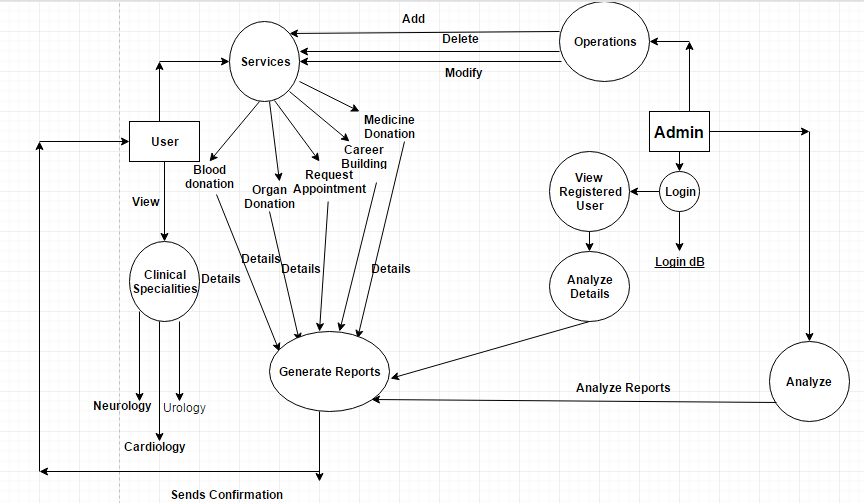 Add
Delete
Operations
Services
Modify
Medicine
Donation
Admin
User
Career
Building
Blood
donation
Request
Appointment
Organ
Donation
View
Registered
User
Login
View
Login dB
Clinical
Specialities
Details
Details
Details
Details
Analyze
Details
Generate Reports
Analyze
Analyze Reports
Neurology
Urology
Cardiology
Sends Confirmation